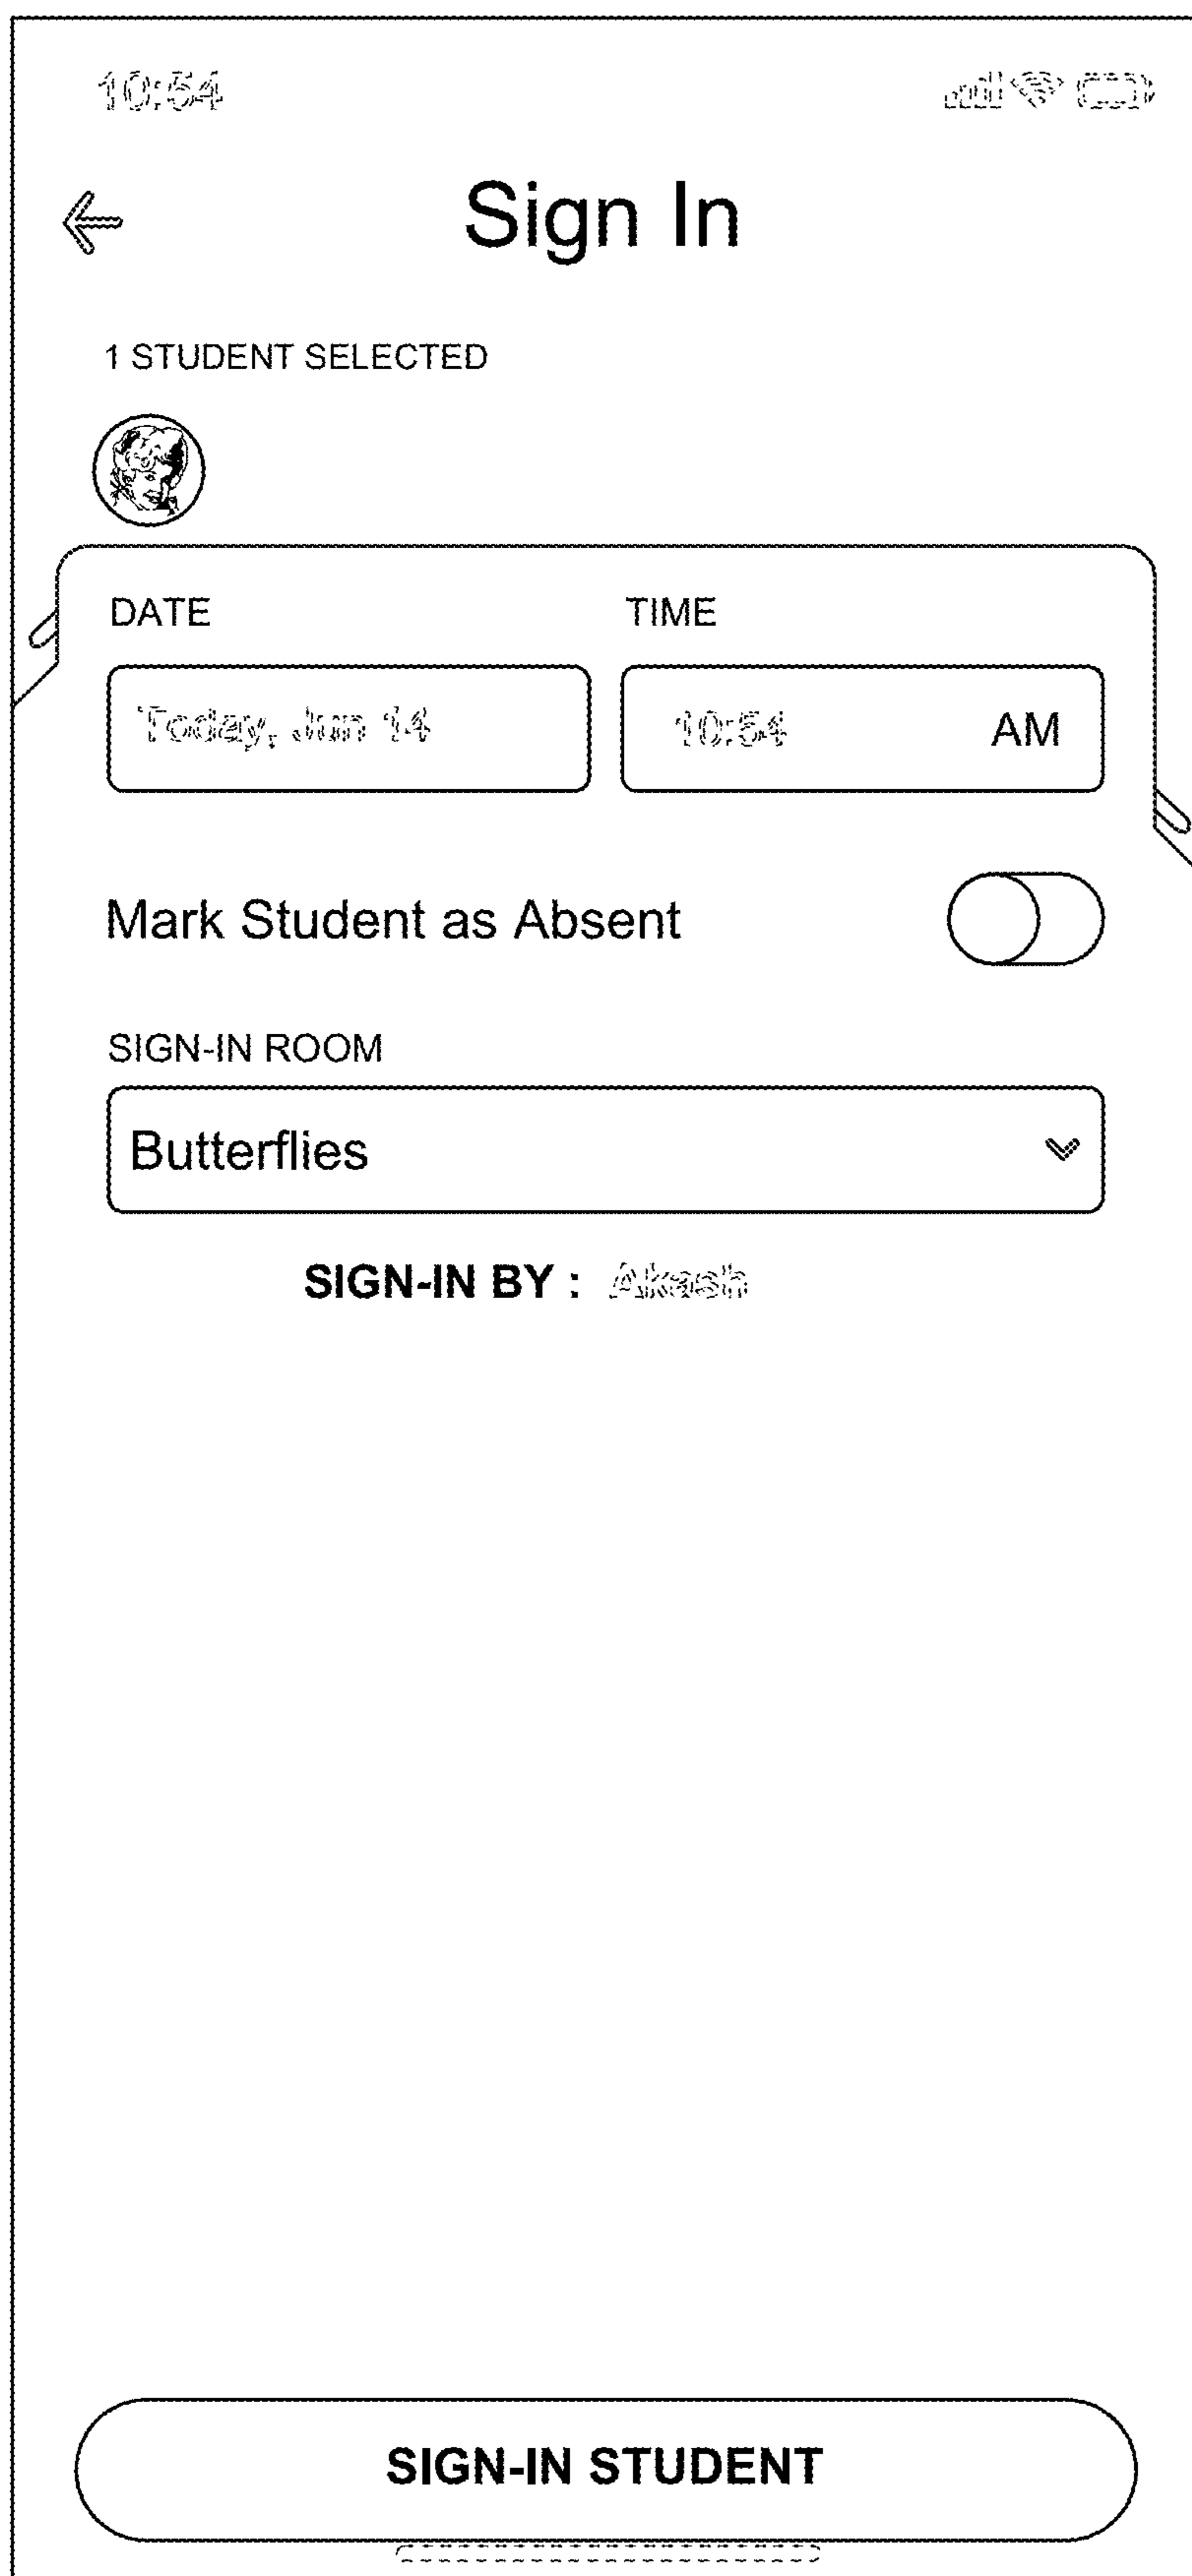 10:54
Sign In
1 STUDENT SELECTED
DATE TIME
Today, Jun 14 10:54 AM
Mark Student as Absent
SIGN-IN ROOM
Butterflies
SIGN-IN BY : Akash
SIGN-IN STUDENT